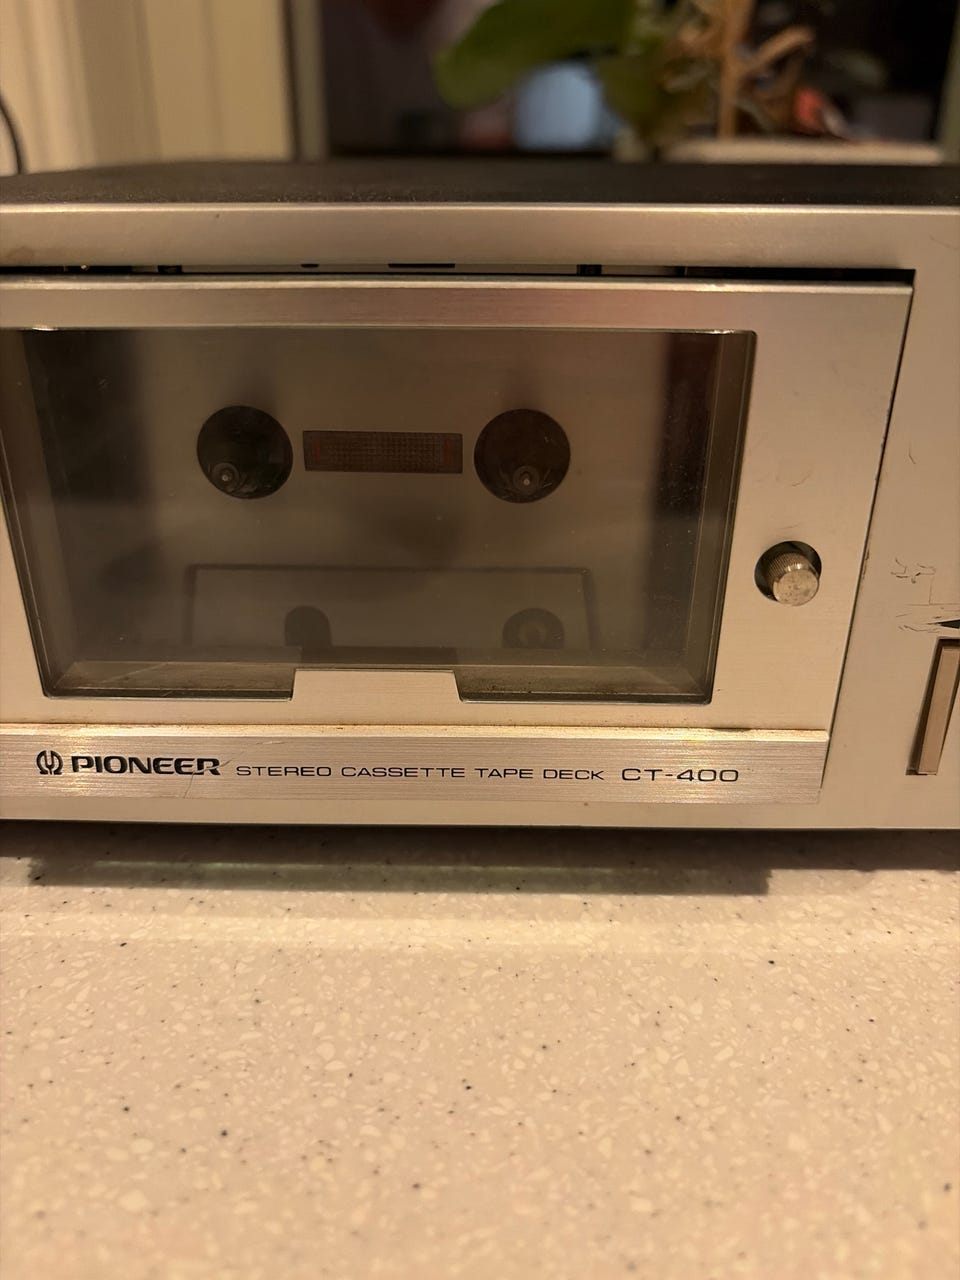 PIONEER STEREO CASSETTE TAPE DECK CT-400